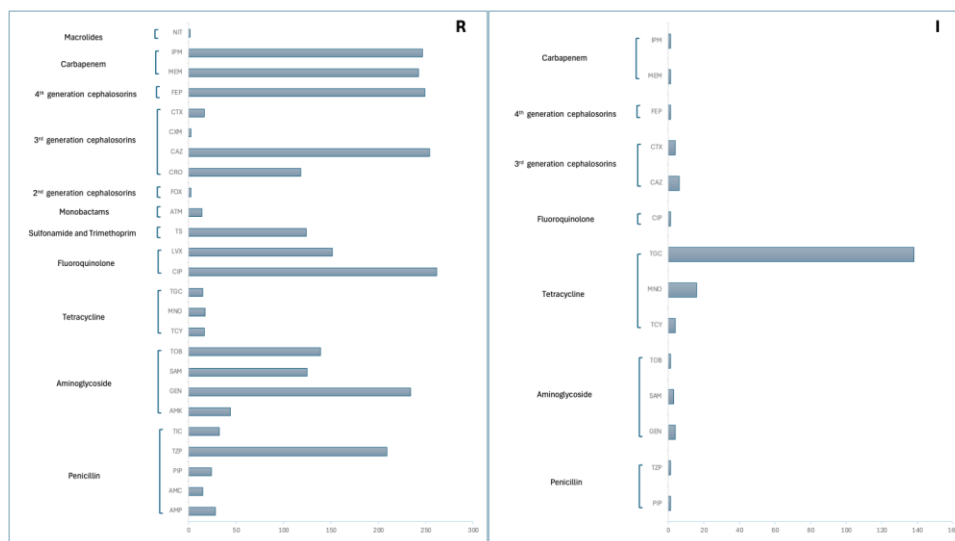 R
Macrolides
NIT
Carbapenem
IPM
MEM
4th generation cephalosorins
FEP
3rd generation cephalosorins
CTX
CXM
CAZ
CRO
2nd generation cephalosorins
FOX
Monobactams
ATM
Sulfonamide and Trimethoprim
TS
Fluoroquinolone
LVX
CIP
Tetracycline
TGC
MNO
TCY
Aminoglycoside
TOB
SAM
GEN
AMK
Penicillin
TIC
TZP
PIP
AMC
AMP
0 50 100 150 200 250 300
I
Carbapenem
IPM
MEM
4th generation cephalosorins
FEP
3rd generation cephalosorins
CTX
CAZ
Fluoroquinolone
CIP
Tetracycline
TGC
MNO
TCY
Aminoglycoside
TOB
SAM
GEN
Penicillin
TZP
PIP
0 20 40 60 80 100 120 140